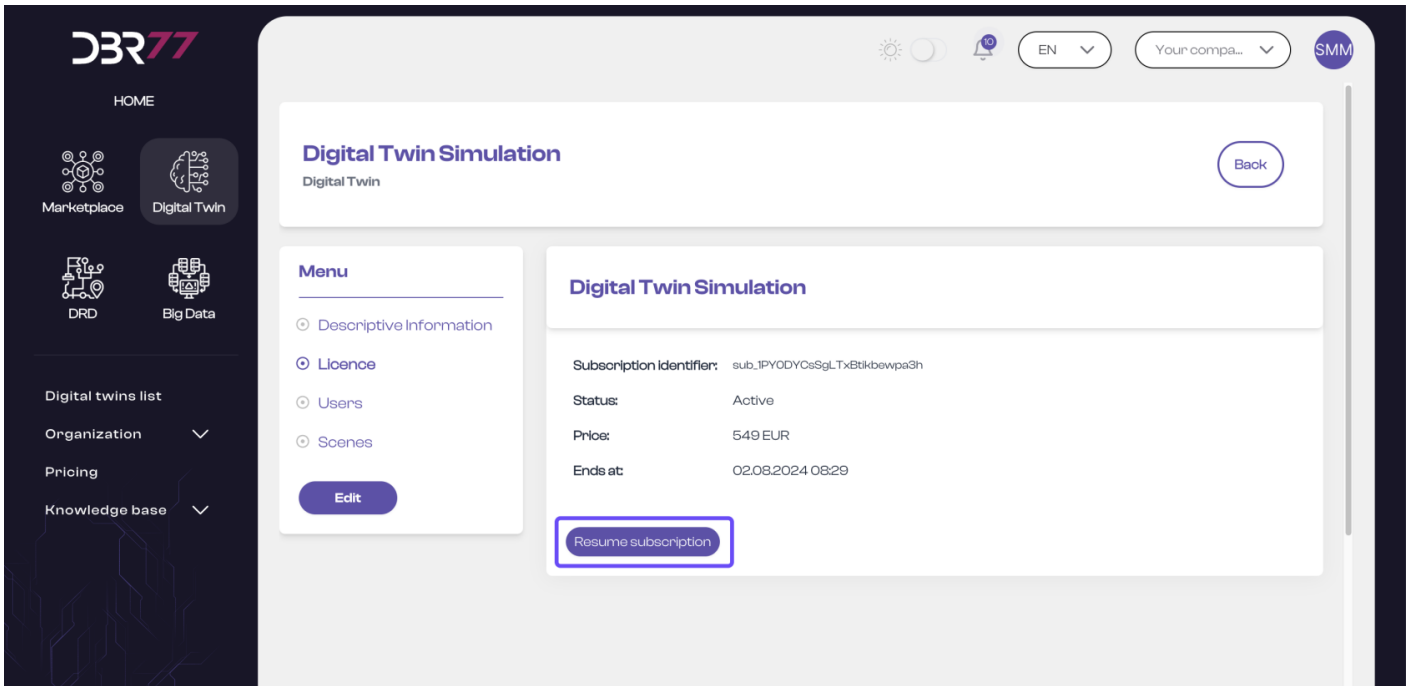 DBR77
HOME
Marketplace
Digital Twin
DRD
Big Data
Digital twins list
Organization
Pricing
Knowledge base
10
EN
Your compa...
SMM
Digital Twin Simulation
Digital Twin
Back
Menu
Descriptive Information
Licence
Users
Scenes
Edit
Digital Twin Simulation
Subscription identifier: sub_1PY0DYCsSgLTxBtikbewpa3h
Status: Active
Price: 549 EUR
Ends at: 02.08.2024 08:29
Resume subscription